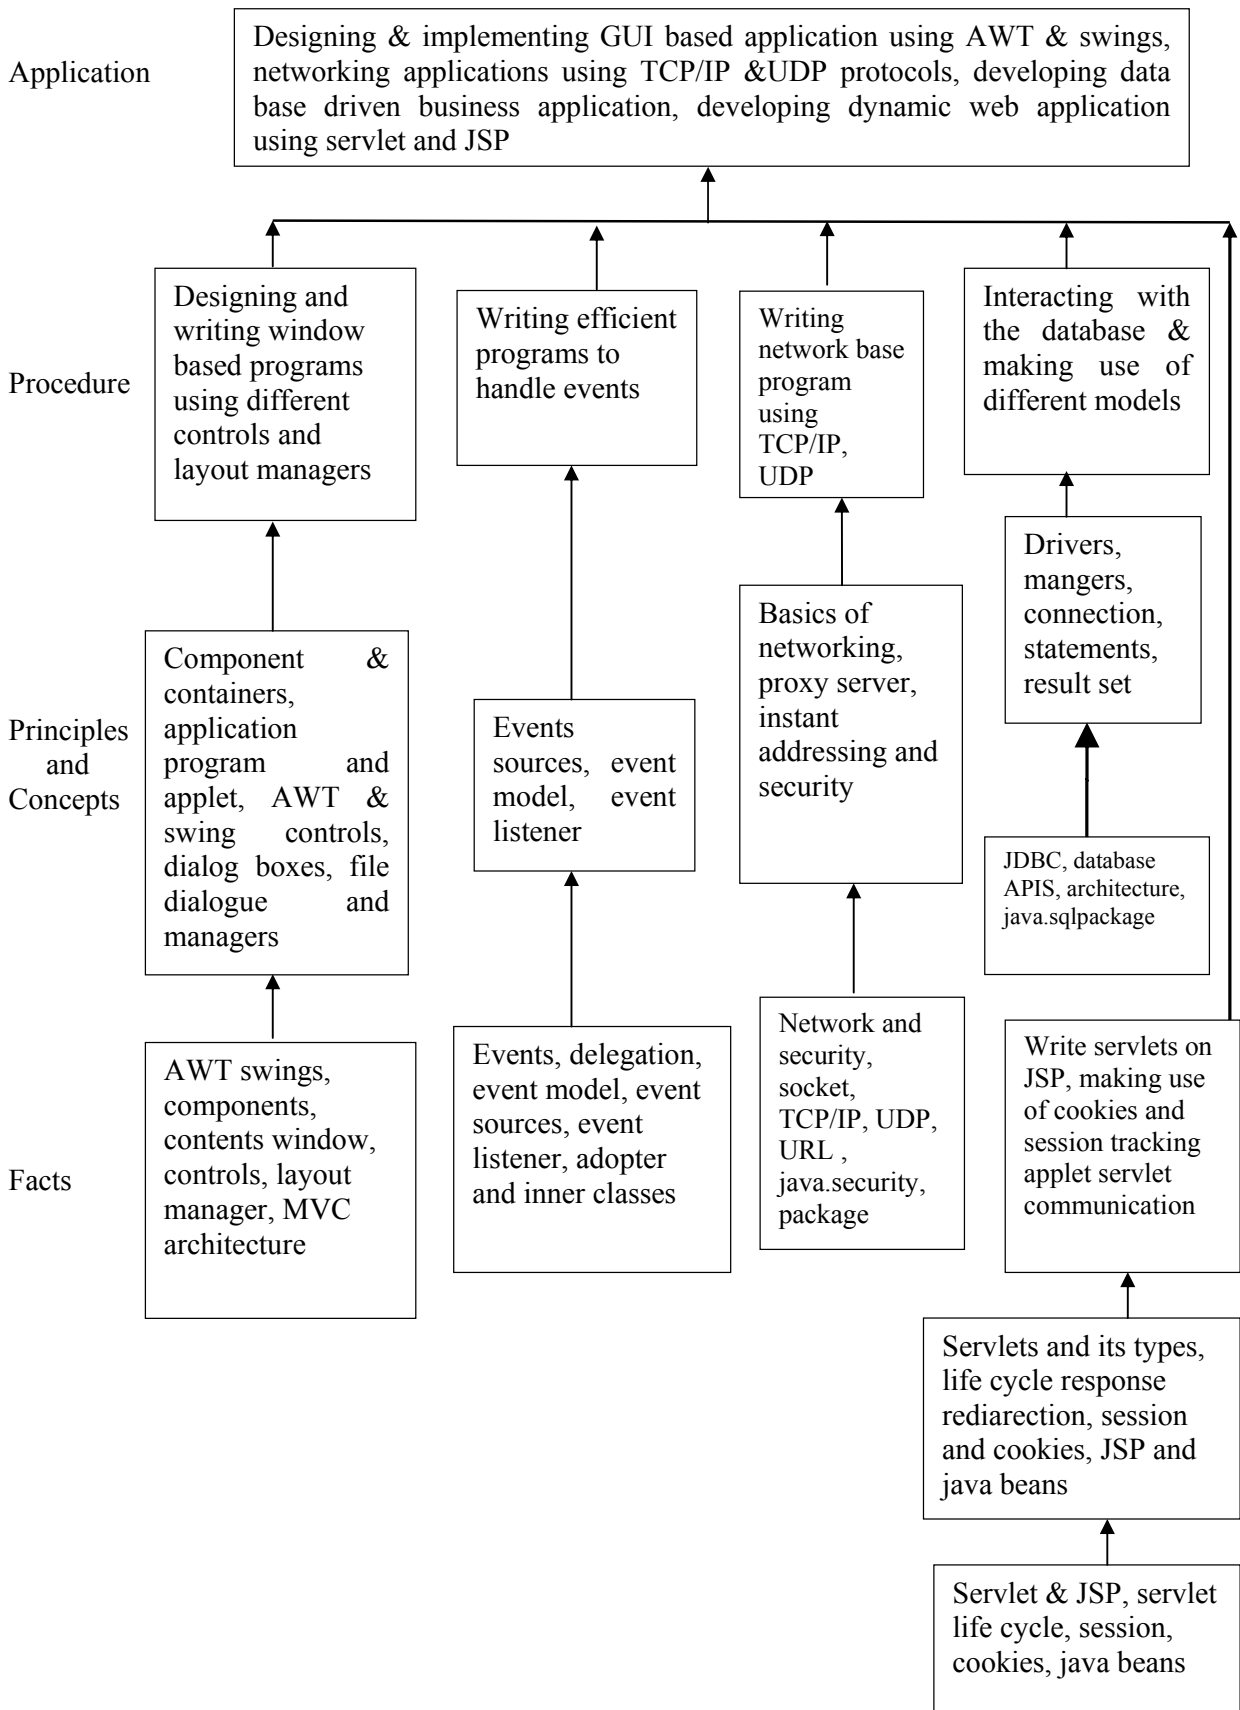 Application
Designing & implementing GUI based application using AWT & swings,
networking applications using TCP/IP &UDP protocols, developing data
base driven business application, developing dynamic web application
using servlet and JSP
Procedure
Designing and
writing window
based programs
using different
controls and
layout managers
Writing efficient
programs to
handle events
Writing
network base
program
using
TCP/IP,
UDP
Interacting with
the database &
making use of
different models
Drivers,
mangers,
connection,
statements,
result set
Principles
and
Concepts
Component &
containers,
application
program and
applet, AWT &
swing controls,
dialog boxes, file
dialogue and
managers
Events
sources, event
model, event
listener
Basics of
networking,
proxy server,
instant
addressing and
security
JDBC, database
APIS, architecture,
java.sqlpackage
Facts
AWT swings,
components,
contents window,
controls, layout
manager, MVC
architecture
Events, delegation,
event model, event
sources, event
listener, adopter
and inner classes
Network and
security,
socket,
TCP/IP, UDP,
URL ,
java.security,
package
Write servlets on
JSP, making use
of cookies and
session tracking
applet servlet
communication
Servlets and its types,
life cycle response
rediarection, session
and cookies, JSP and
java beans
Servlet & JSP, servlet
life cycle, session,
cookies, java beans